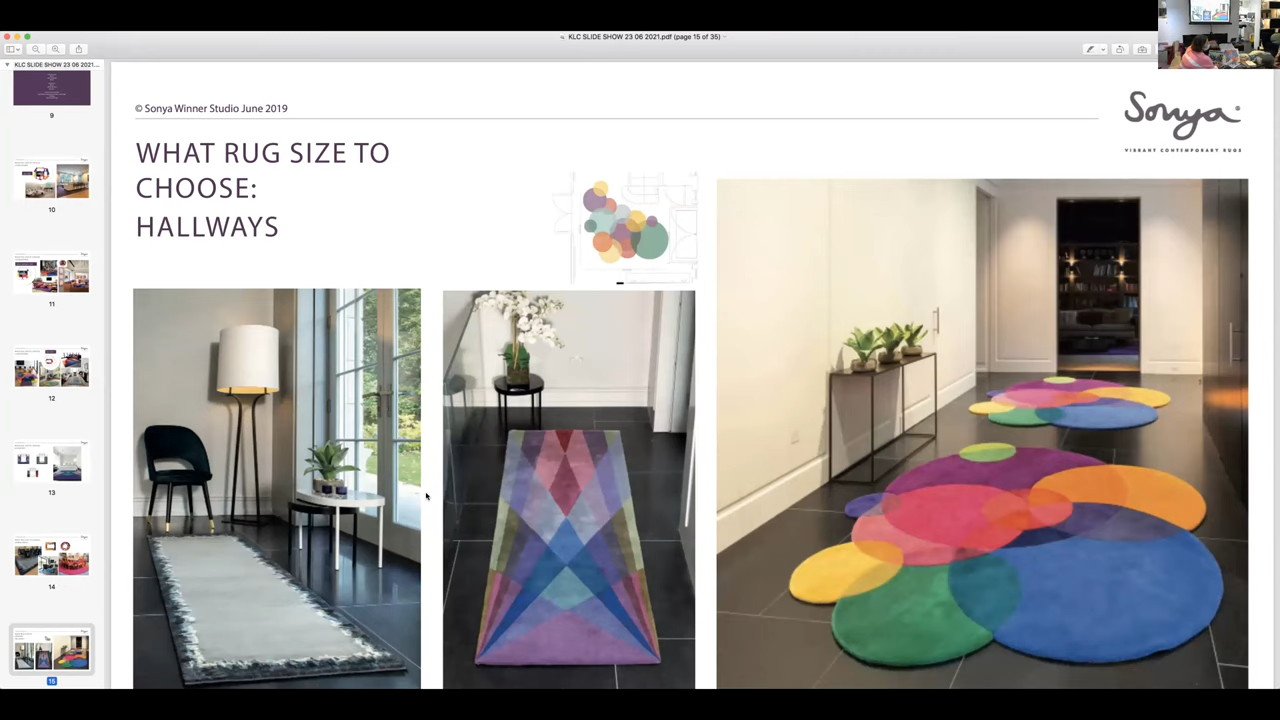 KLC SLIDE SHOW 23 06 2021.pdf (page 15 of 35)
KLC SLIDE SHOW 23 06 2021....
9
10
11
12
13
14
15
© Sonya Winner Studio June 2019
Sonya®
VIBRANT CONTEMPORARY RUGS
WHAT RUG SIZE TO
CHOOSE:
HALLWAYS